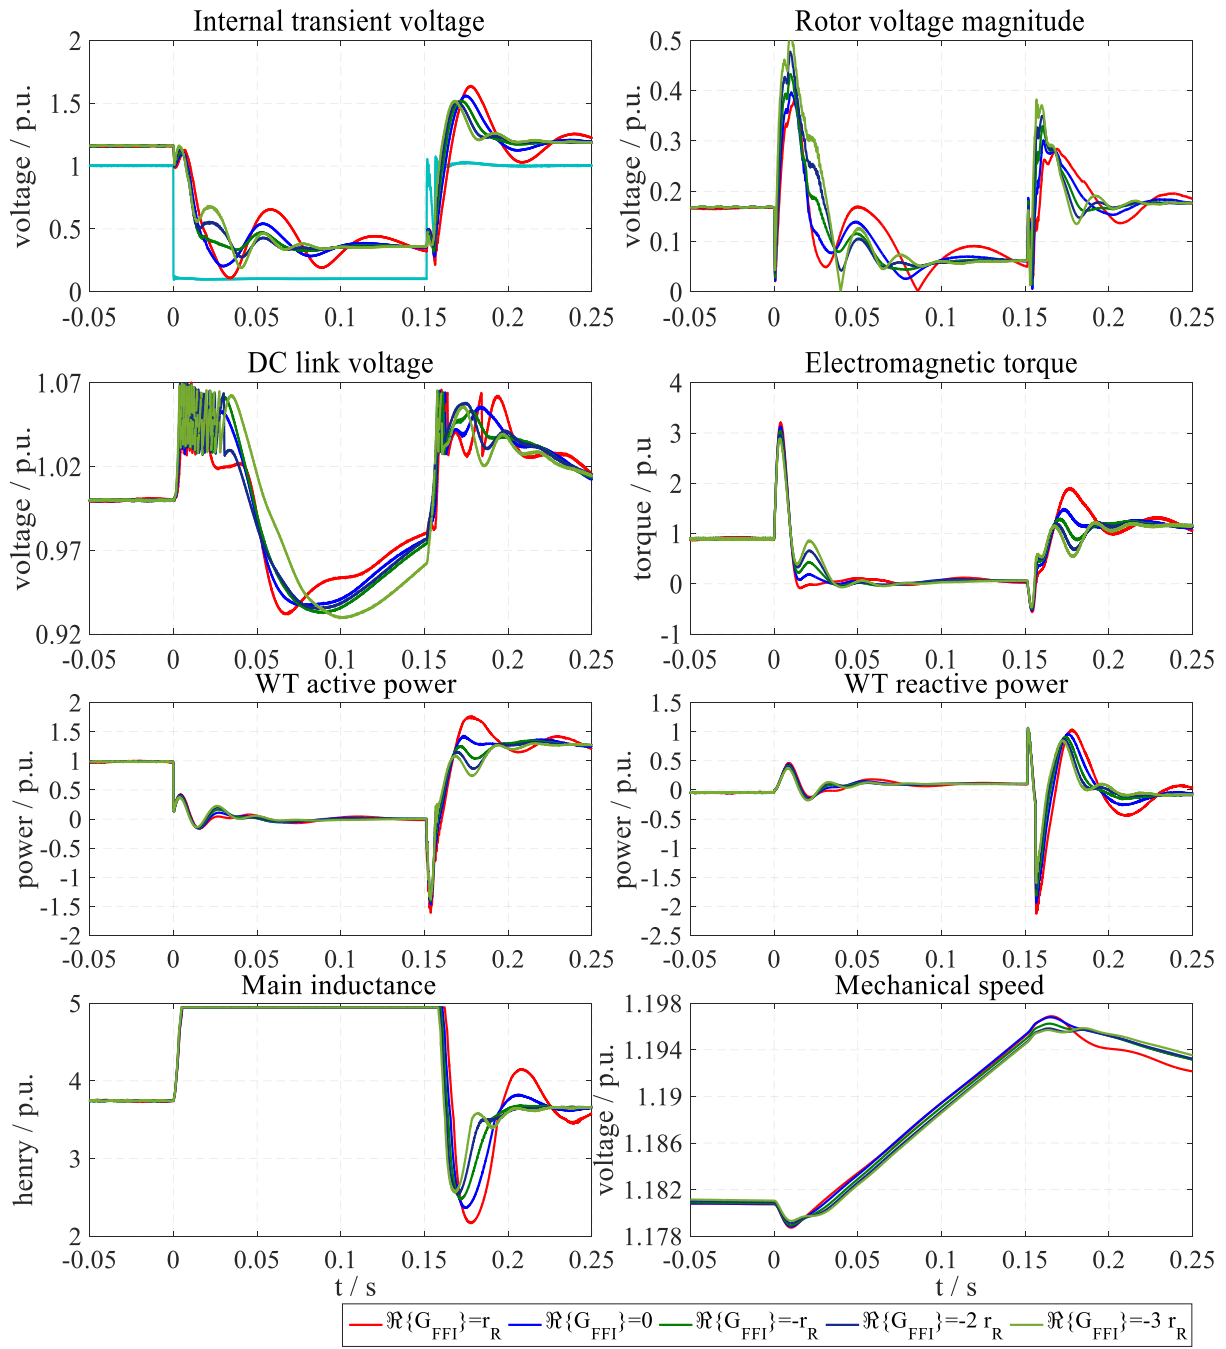 Internal transient voltage
voltage / p.u.
2
1.5
1
0.5
0
-0.05 0 0.05 0.1 0.15 0.2 0.25
Rotor voltage magnitude
voltage / p.u.
0.5
0.4
0.3
0.2
0.1
0
-0.05 0 0.05 0.1 0.15 0.2 0.25
DC link voltage
voltage / p.u.
1.07
1.02
0.97
0.92
-0.05 0 0.05 0.1 0.15 0.2 0.25
Electromagnetic torque
torque / p.u
4
3
2
1
0
-1
-0.05 0 0.05 0.1 0.15 0.2 0.25
WT active power
power / p.u.
2
1.5
1
0.5
0
-0.5
-1
-1.5
-2
-0.05 0 0.05 0.1 0.15 0.2 0.25
WT reactive power
power / p.u.
1.5
1
0.5
0
-0.5
-1
-1.5
-2
-2.5
-0.05 0 0.05 0.1 0.15 0.2 0.25
Main inductance
henry / p.u.
5
4
3
2
-0.05 0 0.05 0.1 0.15 0.2 0.25
t / s
Mechanical speed
voltage / p.u.
1.198
1.194
1.19
1.186
1.182
1.178
-0.05 0 0.05 0.1 0.15 0.2 0.25
t / s
ℜ{G_FFI}=r_R ℜ{G_FFI}=0 ℜ{G_FFI}=-r_R ℜ{G_FFI}=-2 r_R ℜ{G_FFI}=-3 r_R